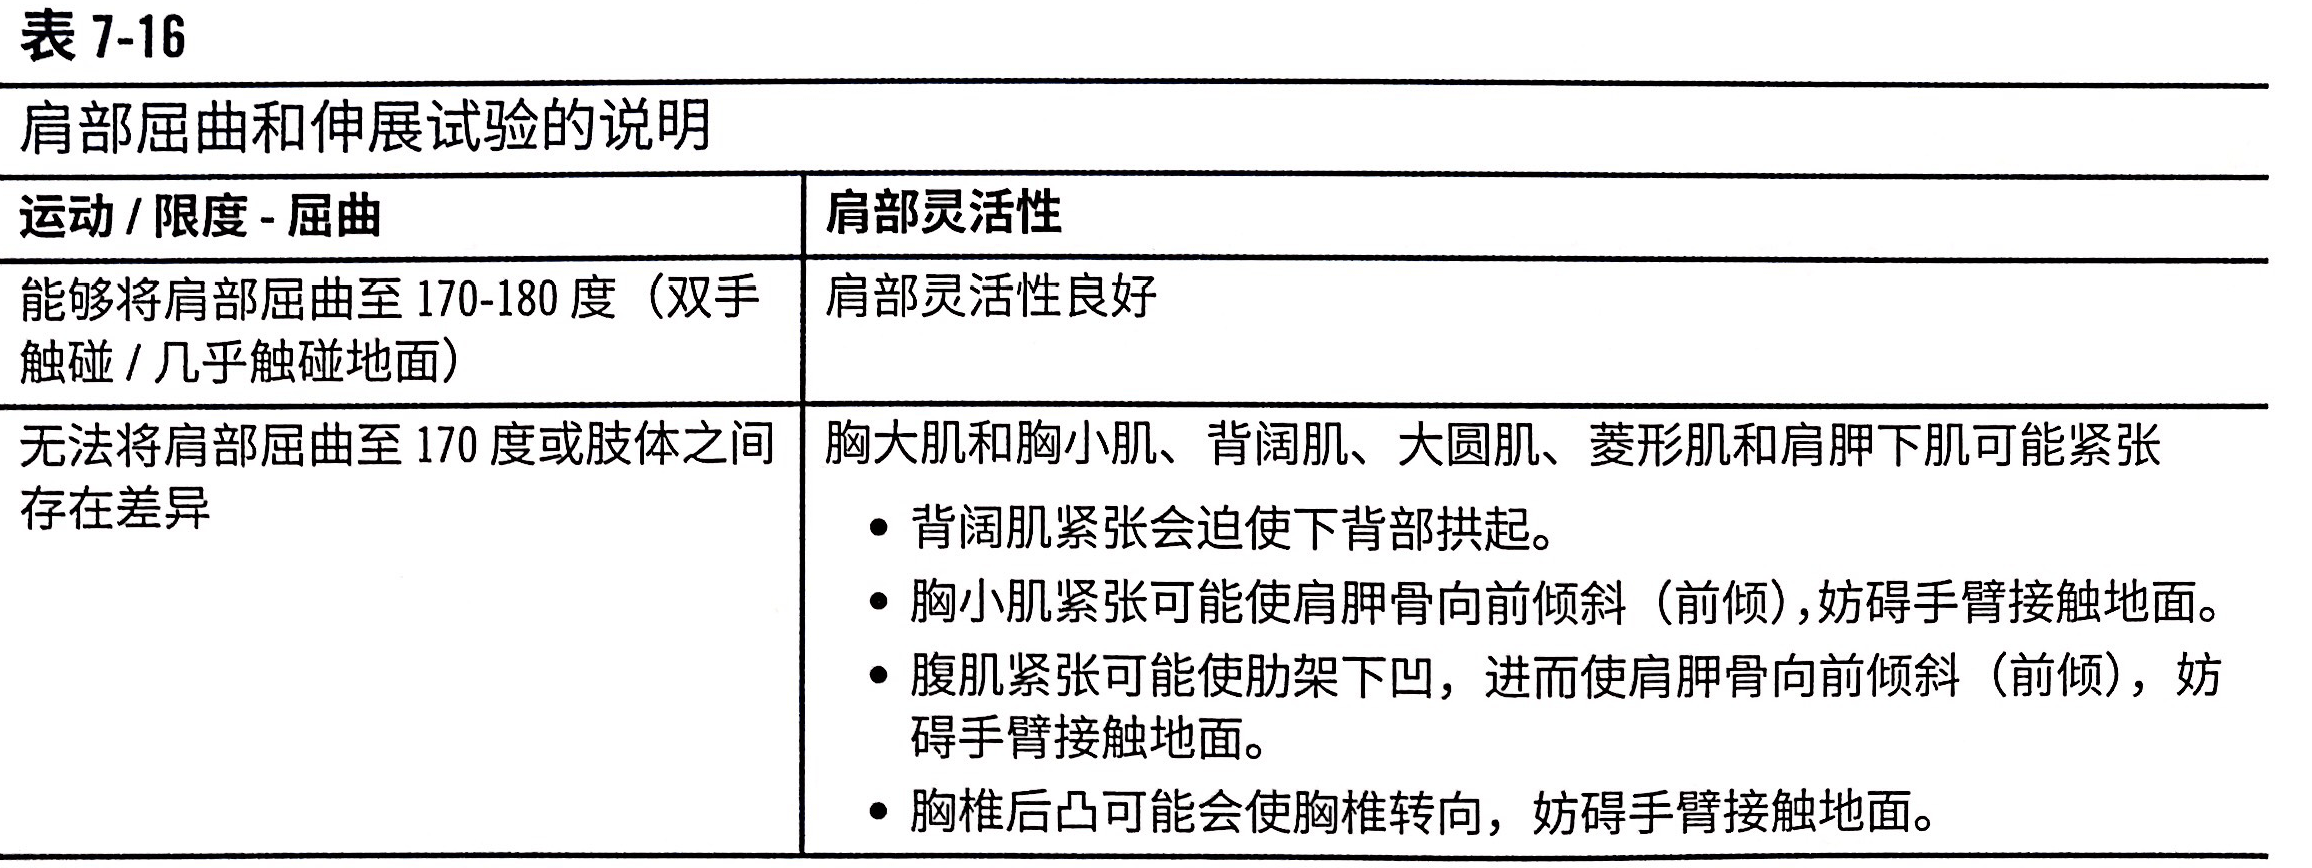 表 7-16
肩部屈曲和伸展试验的说明
运动 / 限度 - 屈曲
肩部灵活性
能够将肩部屈曲至 170-180 度（双手
触碰 / 几乎触碰地面）
肩部灵活性良好
无法将肩部屈曲至 170 度或肢体之间
存在差异
胸大肌和胸小肌、背阔肌、大圆肌、菱形肌和肩胛下肌可能紧张
• 背阔肌紧张会迫使下背部拱起。
• 胸小肌紧张可能使肩胛骨向前倾斜（前倾），妨碍手臂接触地面。
• 腹肌紧张可能使肋架下凹，进而使肩胛骨向前倾斜（前倾），妨
碍手臂接触地面。
• 胸椎后凸可能会使胸椎转向，妨碍手臂接触地面。